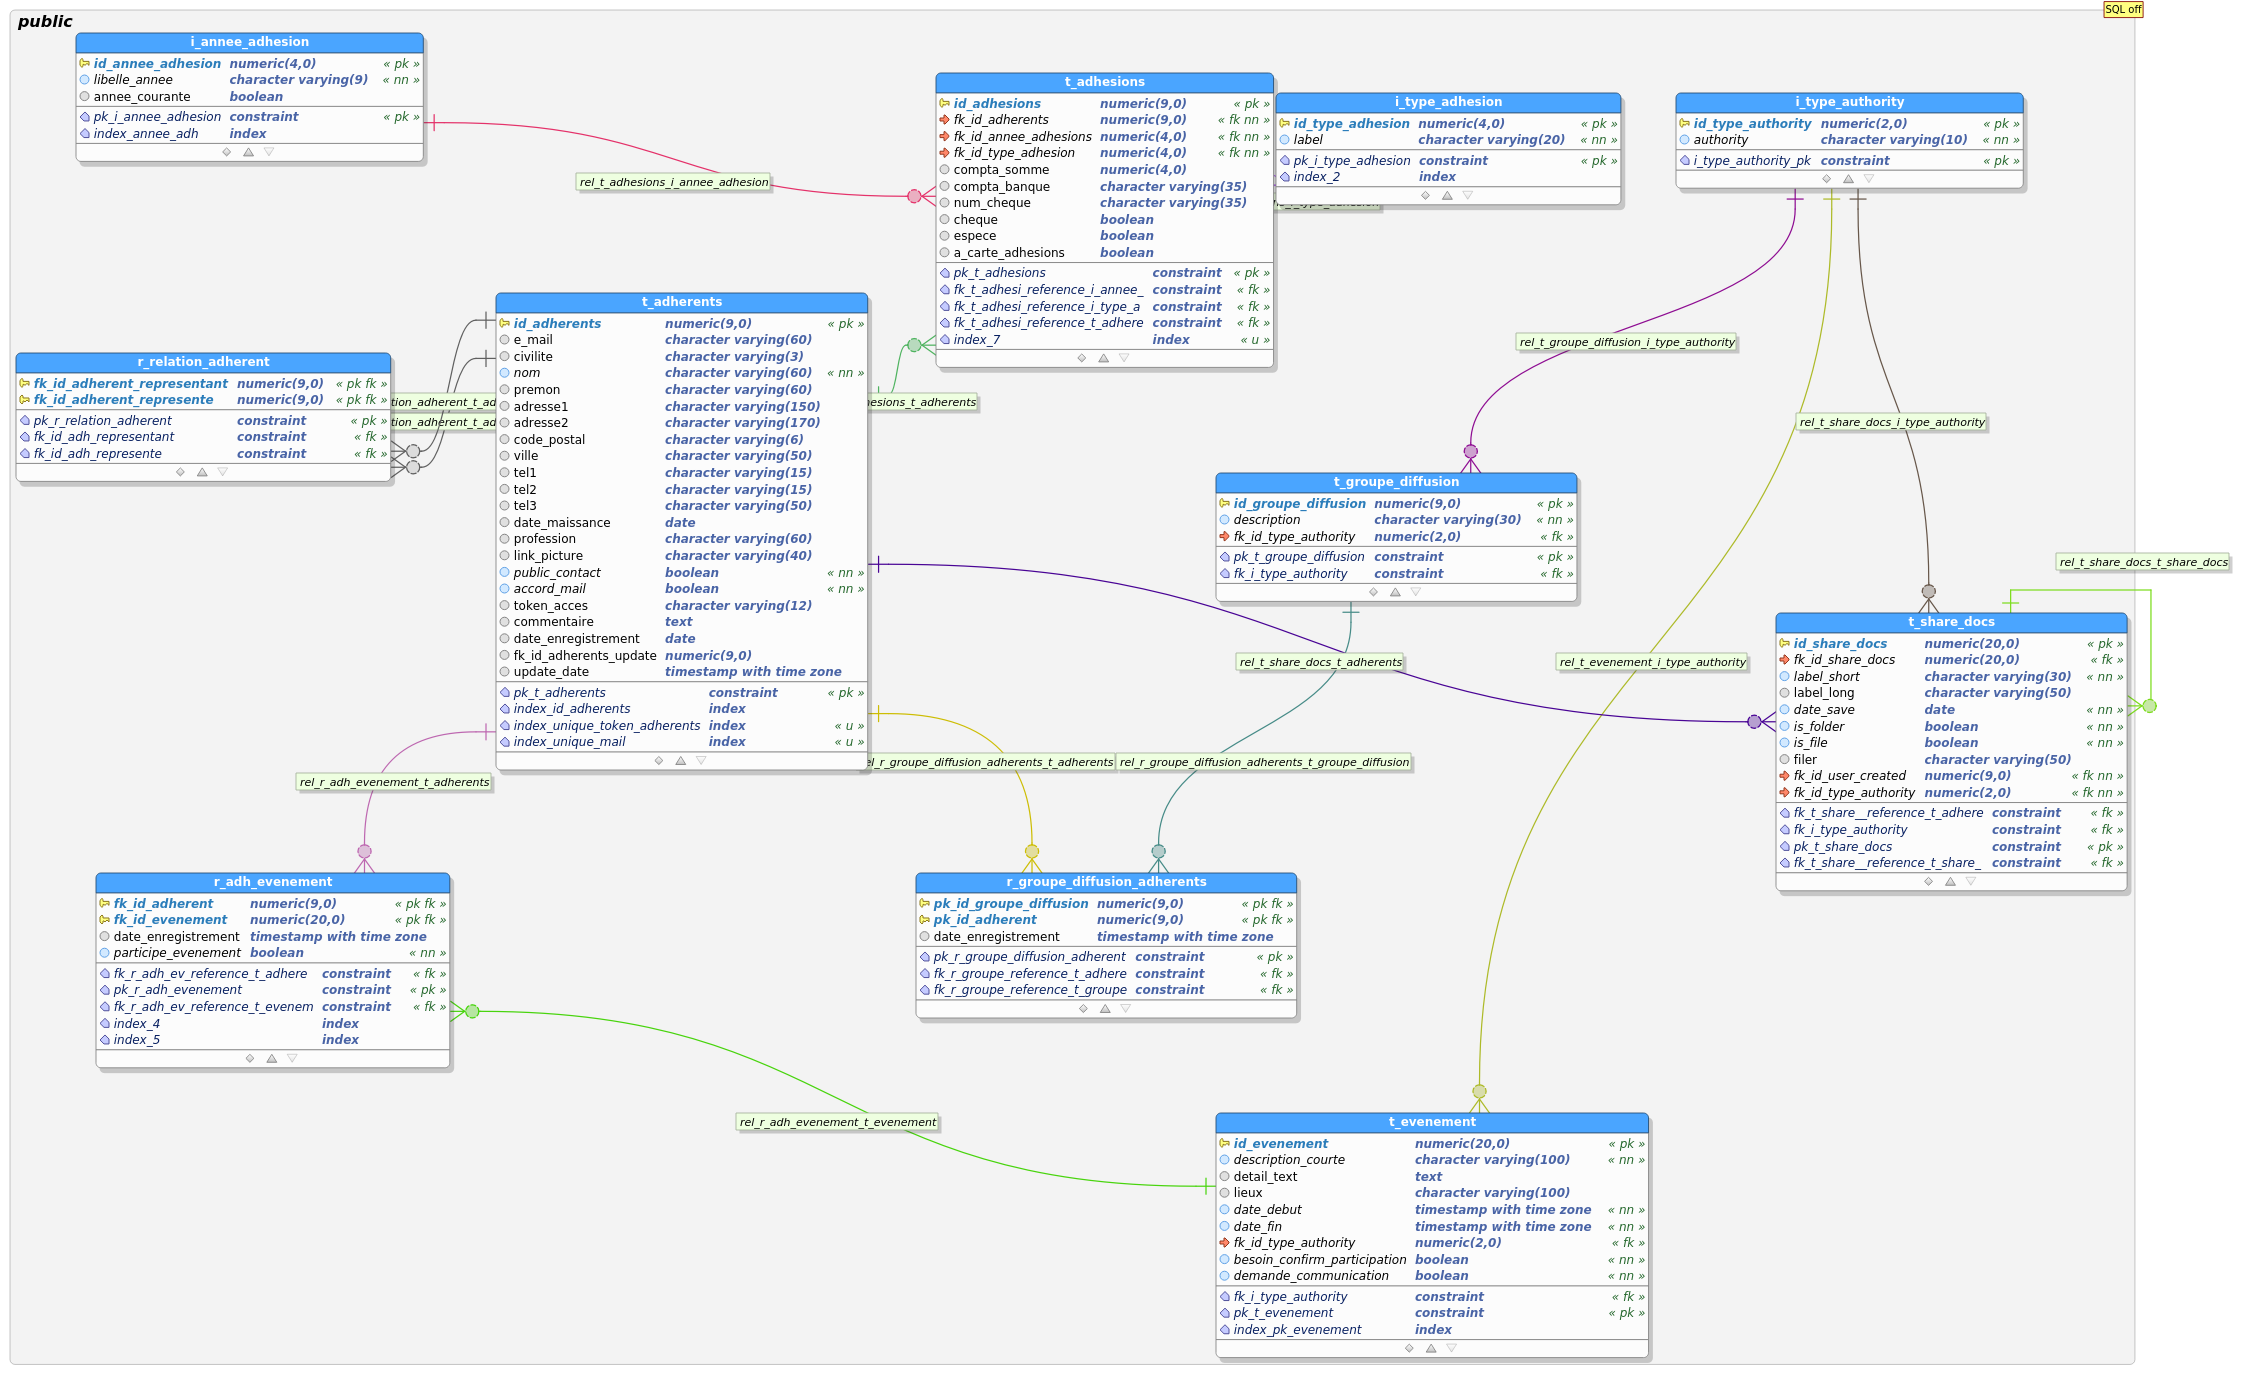 public
SQL off
i_annee_adhesion
id_annee_adhesion numeric(4,0) « pk »
libelle_annee character varying(9) « nn »
annee_courante boolean
pk_i_annee_adhesion constraint « pk »
index_annee_adh index
rel_t_adhesions_i_annee_adhesion
t_adhesions
id_adhesions numeric(9,0) « pk »
fk_id_adherents numeric(9,0) « fk nn »
fk_id_annee_adhesions numeric(4,0) « fk nn »
fk_id_type_adhesion numeric(4,0) « fk nn »
compta_somme numeric(4,0)
compta_banque character varying(35)
num_cheque character varying(35)
cheque boolean
espece boolean
a_carte_adhesions boolean
pk_t_adhesions constraint « pk »
fk_t_adhesi_reference_i_annee_ constraint « fk »
fk_t_adhesi_reference_i_type_a constraint « fk »
fk_t_adhesi_reference_t_adhere constraint « fk »
index_7 index « u »
i_type_adhesion
id_type_adhesion numeric(4,0) « pk »
label character varying(20) « nn »
pk_i_type_adhesion constraint « pk »
index_2 index
i_type_authority
id_type_authority numeric(2,0) « pk »
authority character varying(10) « nn »
i_type_authority_pk constraint « pk »
r_relation_adherent
fk_id_adherent_representant numeric(9,0) « pk fk »
fk_id_adherent_represente numeric(9,0) « pk fk »
pk_r_relation_adherent constraint « pk »
fk_id_adh_representant constraint « fk »
fk_id_adh_represente constraint « fk »
tion_adherent_t_ad
tion_adherent_t_ad
t_adherents
id_adherents numeric(9,0) « pk »
e_mail character varying(60)
civilite character varying(3)
nom character varying(60) « nn »
premon character varying(60)
adresse1 character varying(150)
adresse2 character varying(170)
code_postal character varying(6)
ville character varying(50)
tel1 character varying(15)
tel2 character varying(15)
tel3 character varying(50)
date_maissance date
profession character varying(60)
link_picture character varying(40)
public_contact boolean « nn »
accord_mail boolean « nn »
token_acces character varying(12)
commentaire text
date_enregistrement date
fk_id_adherents_update numeric(9,0)
update_date timestamp with time zone
pk_t_adherents constraint « pk »
index_id_adherents index
index_unique_token_adherents index « u »
index_unique_mail index « u »
esions_t_adherents
rel_t_groupe_diffusion_i_type_authority
rel_t_share_docs_i_type_authority
t_groupe_diffusion
id_groupe_diffusion numeric(9,0) « pk »
description character varying(30) « nn »
fk_id_type_authority numeric(2,0) « fk »
pk_t_groupe_diffusion constraint « pk »
fk_i_type_authority constraint « fk »
rel_t_share_docs_t_share_docs
rel_t_share_docs_t_adherents
rel_t_evenement_i_type_authority
t_share_docs
id_share_docs numeric(20,0) « pk »
fk_id_share_docs numeric(20,0) « fk »
label_short character varying(30) « nn »
label_long character varying(50)
date_save date « nn »
is_folder boolean « nn »
is_file boolean « nn »
filer character varying(50)
fk_id_user_created numeric(9,0) « fk nn »
fk_id_type_authority numeric(2,0) « fk nn »
fk_t_share__reference_t_adhere constraint « fk »
fk_i_type_authority constraint « fk »
pk_t_share_docs constraint « pk »
fk_t_share__reference_t_share_ constraint « fk »
rel_r_adh_evenement_t_adherents
el_r_groupe_diffusion_adherents_t_adherents
rel_r_groupe_diffusion_adherents_t_groupe_diffusion
r_adh_evenement
fk_id_adherent numeric(9,0) « pk fk »
fk_id_evenement numeric(20,0) « pk fk »
date_enregistrement timestamp with time zone
participe_evenement boolean « nn »
fk_r_adh_ev_reference_t_adhere constraint « fk »
pk_r_adh_evenement constraint « pk »
fk_r_adh_ev_reference_t_evenem constraint « fk »
index_4 index
index_5 index
r_groupe_diffusion_adherents
pk_id_groupe_diffusion numeric(9,0) « pk fk »
pk_id_adherent numeric(9,0) « pk fk »
date_enregistrement timestamp with time zone
pk_r_groupe_diffusion_adherent constraint « pk »
fk_r_groupe_reference_t_adhere constraint « fk »
fk_r_groupe_reference_t_groupe constraint « fk »
rel_r_adh_evenement_t_evenement
t_evenement
id_evenement numeric(20,0) « pk »
description_courte character varying(100) « nn »
detail_text text
lieux character varying(100)
date_debut timestamp with time zone « nn »
date_fin timestamp with time zone « nn »
fk_id_type_authority numeric(2,0) « fk »
besoin_confirm_participation boolean « nn »
demande_communication boolean « nn »
fk_i_type_authority constraint « fk »
pk_t_evenement constraint « pk »
index_pk_evenement index